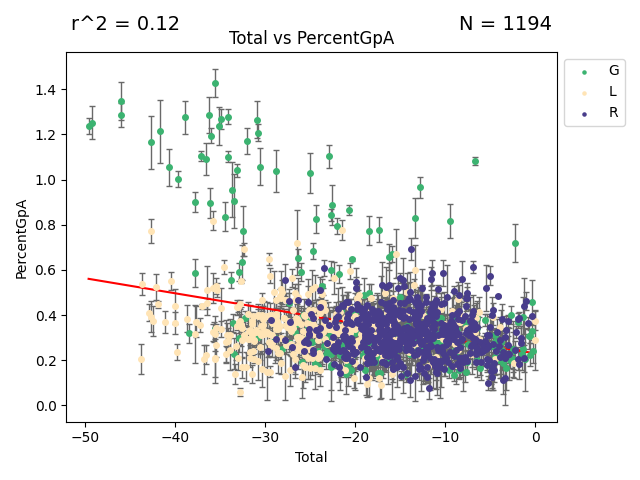 r^2 = 0.12
N = 1194
Total vs PercentGpA
G
L
R
PercentGpA
1.4
1.2
1.0
0.8
0.6
0.4
0.2
0.0
−50
−40
−30
−20
−10
0
Total